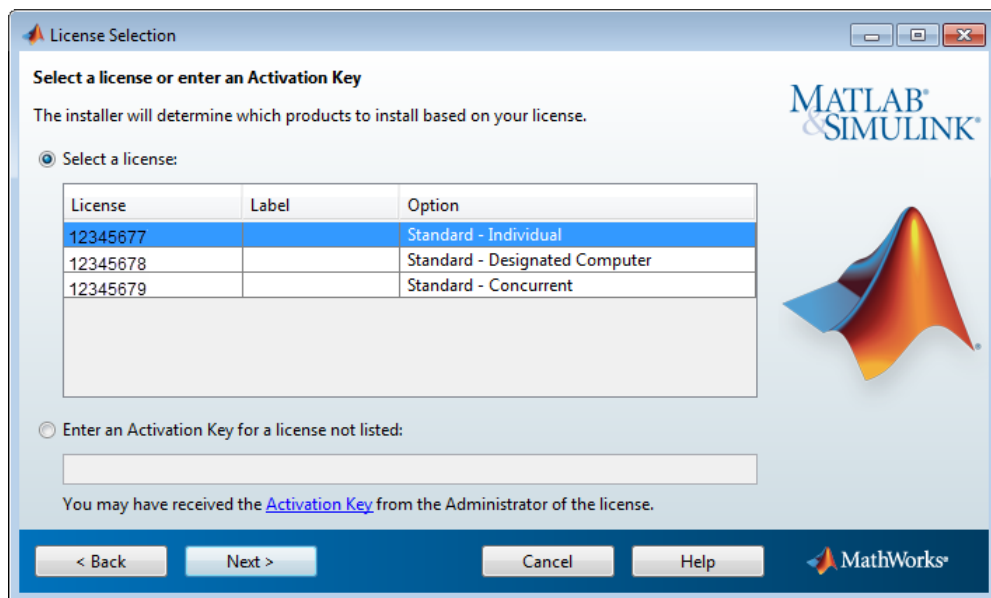 License Selection
Select a license or enter an Activation Key
The installer will determine which products to install based on your license.
MATLAB®
&SIMULINK®
Select a license:
License Label Option
12345677 Standard - Individual
12345678 Standard - Designated Computer
12345679 Standard - Concurrent
®
Enter an Activation Key for a license not listed:
You may have received the Activation Key from the Administrator of the license.
< Back Next > Cancel Help MathWorks®